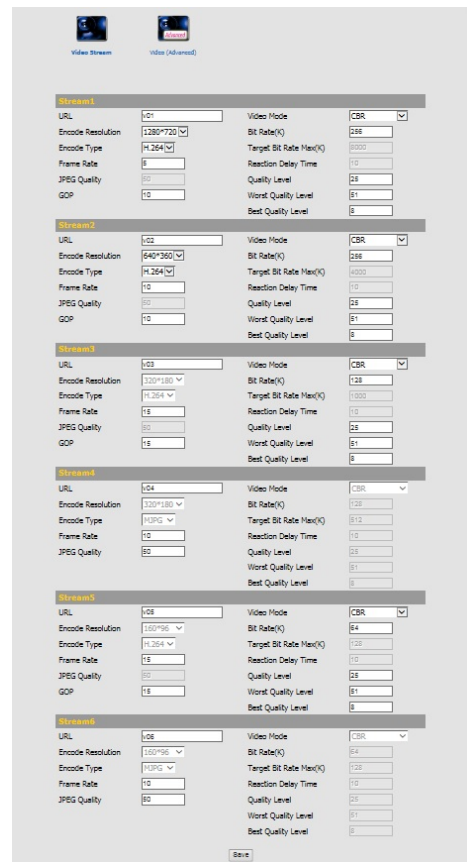 Video Stream Video (Advanced)
Stream1
URL v01 Video Mode CBR
Encode Resolution 1280*720 Bit Rate(K) 256
Encode Type H.264 Target Bit Rate Max(K) 8000
Frame Rate 5 Reaction Delay Time 10
JPEG Quality 50 Quality Level 25
GOP 10 Worst Quality Level 51
Best Quality Level 8
Stream2
URL v02 Video Mode CBR
Encode Resolution 640*360 Bit Rate(K) 256
Encode Type H.264 Target Bit Rate Max(K) 4000
Frame Rate 10 Reaction Delay Time 10
JPEG Quality 50 Quality Level 25
GOP 10 Worst Quality Level 51
Best Quality Level 8
Stream3
URL v03 Video Mode CBR
Encode Resolution 320*180 Bit Rate(K) 128
Encode Type H.264 Target Bit Rate Max(K) 1000
Frame Rate 15 Reaction Delay Time 10
JPEG Quality 50 Quality Level 25
GOP 15 Worst Quality Level 51
Best Quality Level 8
Stream4
URL v04 Video Mode CBR
Encode Resolution 320*180 Bit Rate(K) 128
Encode Type MJPG Target Bit Rate Max(K) 512
Frame Rate 10 Reaction Delay Time 10
JPEG Quality 50 Quality Level 25
Worst Quality Level 51
Best Quality Level 8
Stream5
URL v05 Video Mode CBR
Encode Resolution 160*96 Bit Rate(K) 64
Encode Type H.264 Target Bit Rate Max(K) 128
Frame Rate 15 Reaction Delay Time 10
JPEG Quality 50 Quality Level 25
GOP 15 Worst Quality Level 51
Best Quality Level 8
Stream6
URL v06 Video Mode CBR
Encode Resolution 160*96 Bit Rate(K) 64
Encode Type MJPG Target Bit Rate Max(K) 128
Frame Rate 10 Reaction Delay Time 10
JPEG Quality 50 Quality Level 25
Worst Quality Level 51
Best Quality Level 8
Save